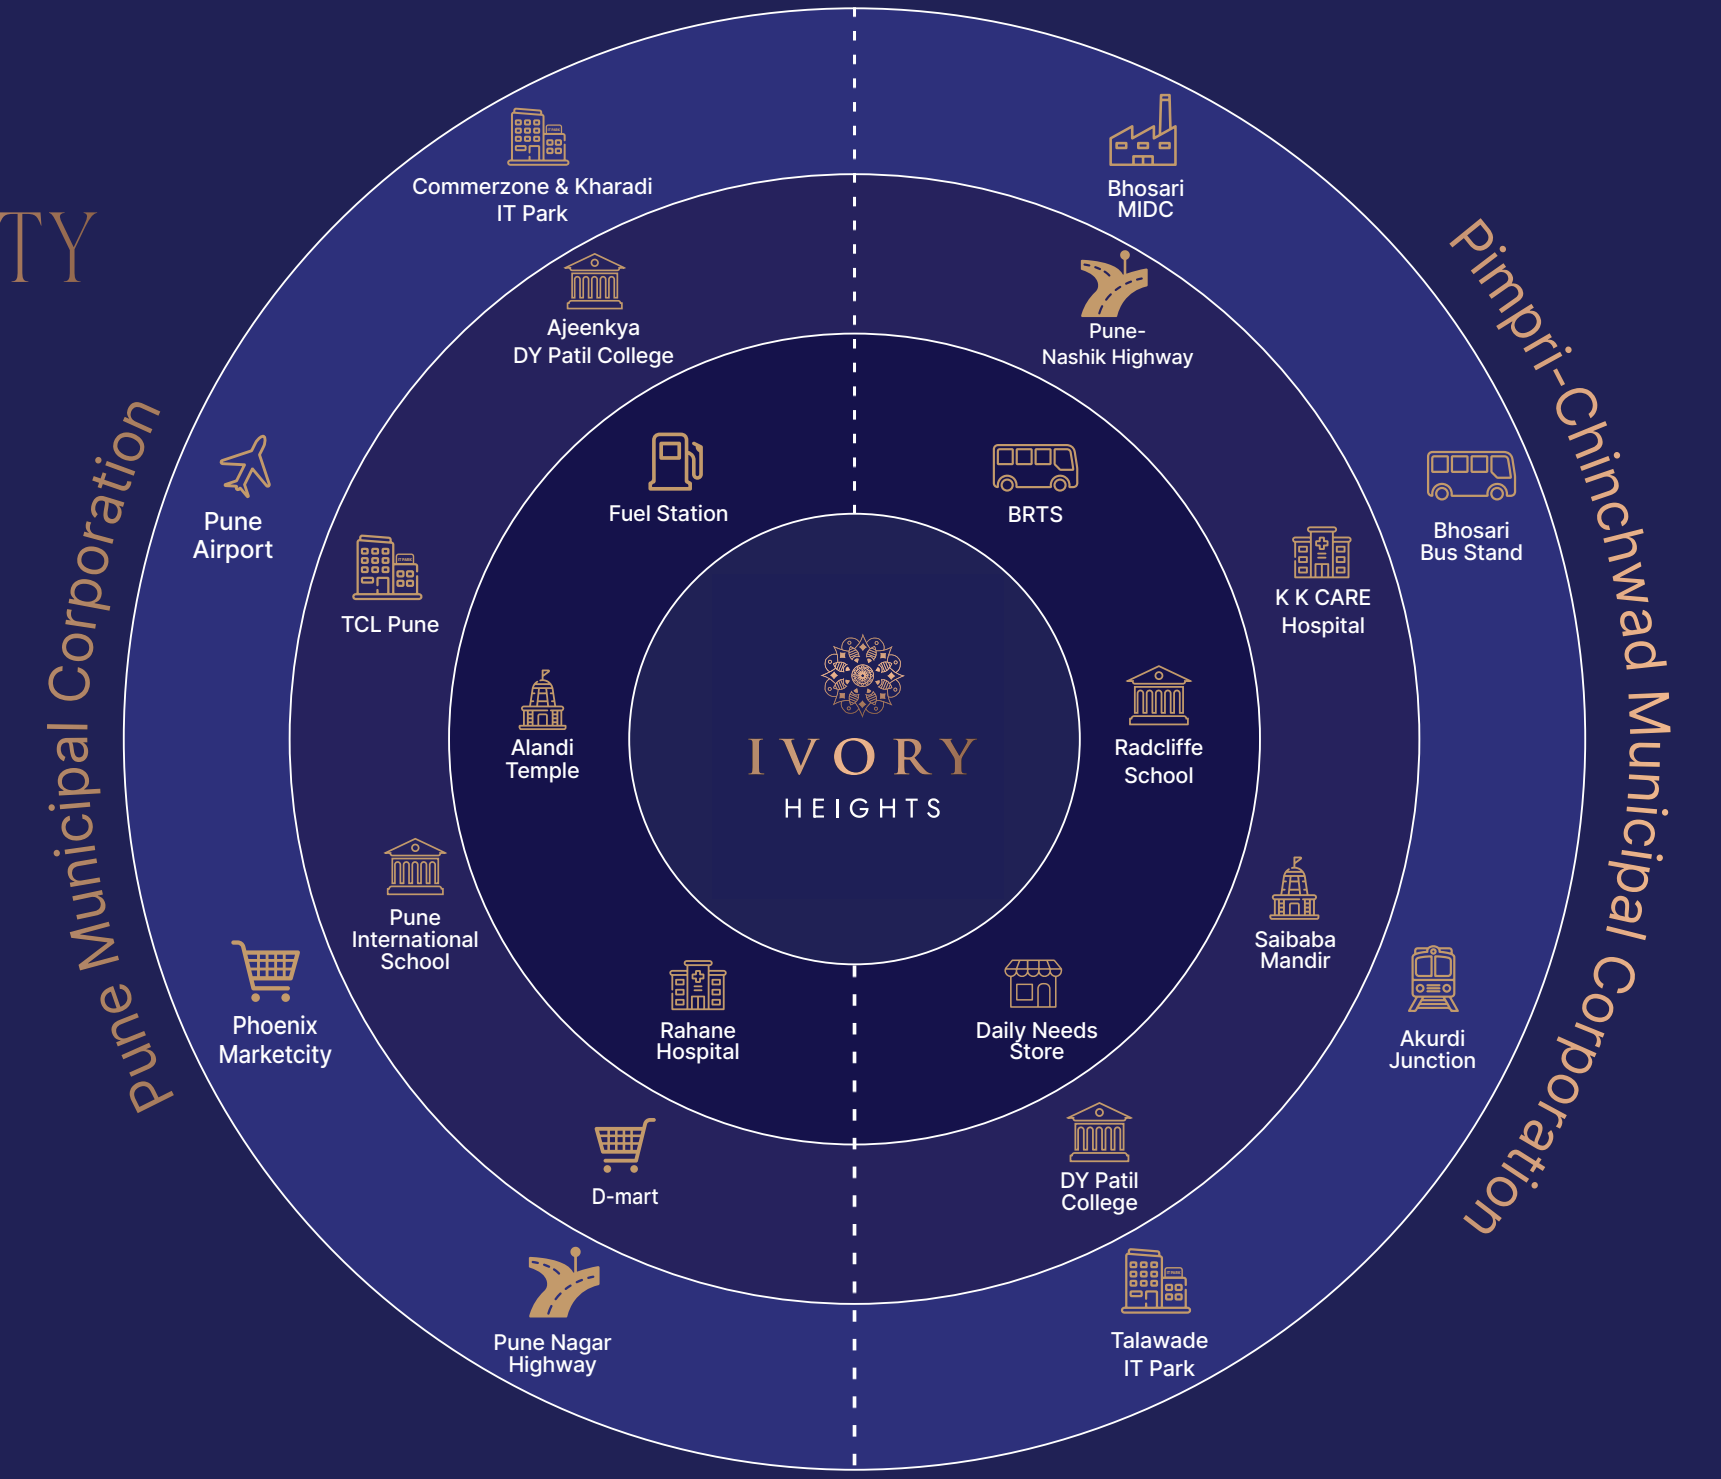 TY
Pune Municipal Corporation
Pimpri-Chinchwad Municipal Corporation
Commerzone & Kharadi
IT Park
Bhosari
MIDC
Ajeenkya
DY Patil College
Pune-
Nashik Highway
Fuel Station
BRTS
Pune
Airport
Bhosari
Bus Stand
TCL Pune
K K CARE
Hospital
Alandi
Temple
IVORY
HEIGHTS
Radcliffe
School
Pune
International
School
Saibaba
Mandir
Phoenix
Marketcity
Rahane
Hospital
Daily Needs
Store
Akurdi
Junction
D-mart
DY Patil
College
Pune Nagar
Highway
Talawade
IT Park